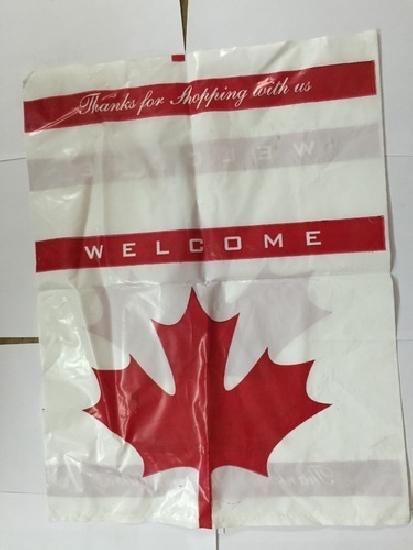 Thanks for Shopping with us
WELCOME